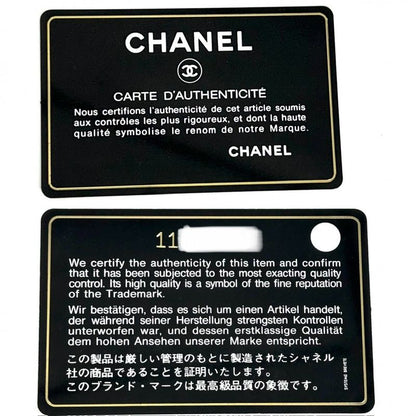 CHANEL
CARTE D'AUTHENTICITÉ
Nous certifions l'authenticité de cet article soumis
aux contrôles les plus rigoureux, et dont la haute
qualité symbolise le renom de notre Marque.
CHANEL
11
We certify the authenticity of this item and confirm
that it has been subjected to the most exacting quality
control. Its high quality is a symbol of the fine reputation
of the Trademark.
Wir bestätigen, dass es sich um einen Artikel handelt,
der während seiner Herstellung strengsten Kontrollen
unterworfen war, und dessen erstklassige Qualität
dem hohen Ansehen unserer Marke entspricht.
この製品は厳しい管理のもとに製造されたシャネル
社の商品であることを証明いたします。
このブランド・マークは最高級品質の象徴です。